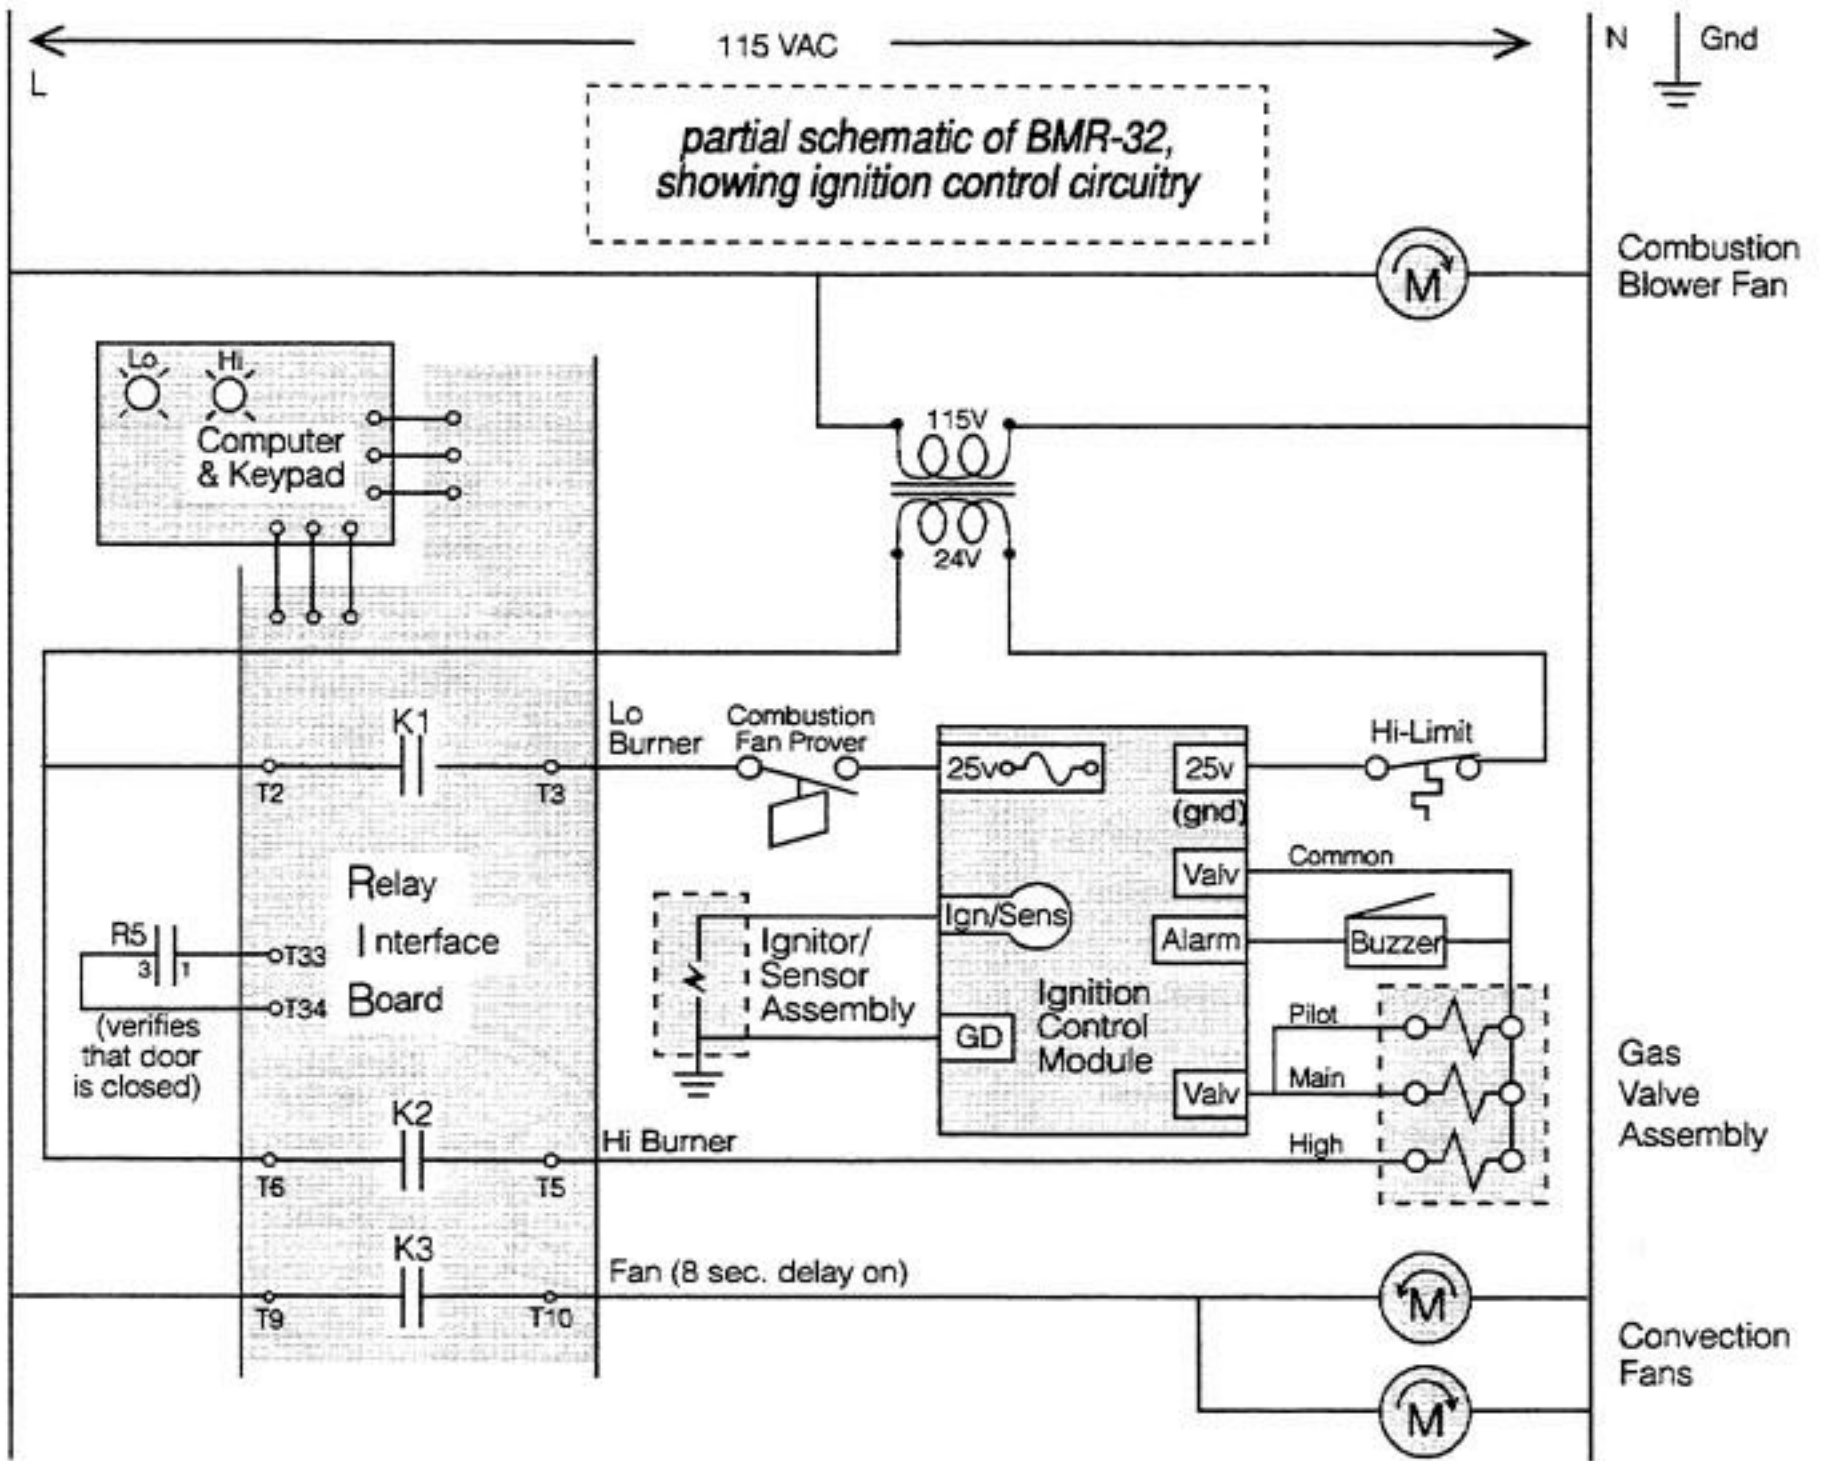 115 VAC
L
N
Gnd
partial schematic of BMR-32,
showing ignition control circuitry
Combustion
Blower Fan
M
Lo
Hi
Computer
& Keypad
115V
24V
K1
T2
T3
Lo
Burner
Combustion
Fan Prover
25v
25v
(gnd)
Hi-Limit
Relay
Interface
Board
R5
3
1
T33
T34
(verifies
that door
is closed)
Ignitor/
Sensor
Assembly
Ign/Sens
GD
Ignition
Control
Module
Valv
Alarm
Valv
Common
Buzzer
Pilot
Main
High
Gas
Valve
Assembly
K2
T6
T5
Hi Burner
K3
T9
T10
Fan (8 sec. delay on)
M
M
Convection
Fans